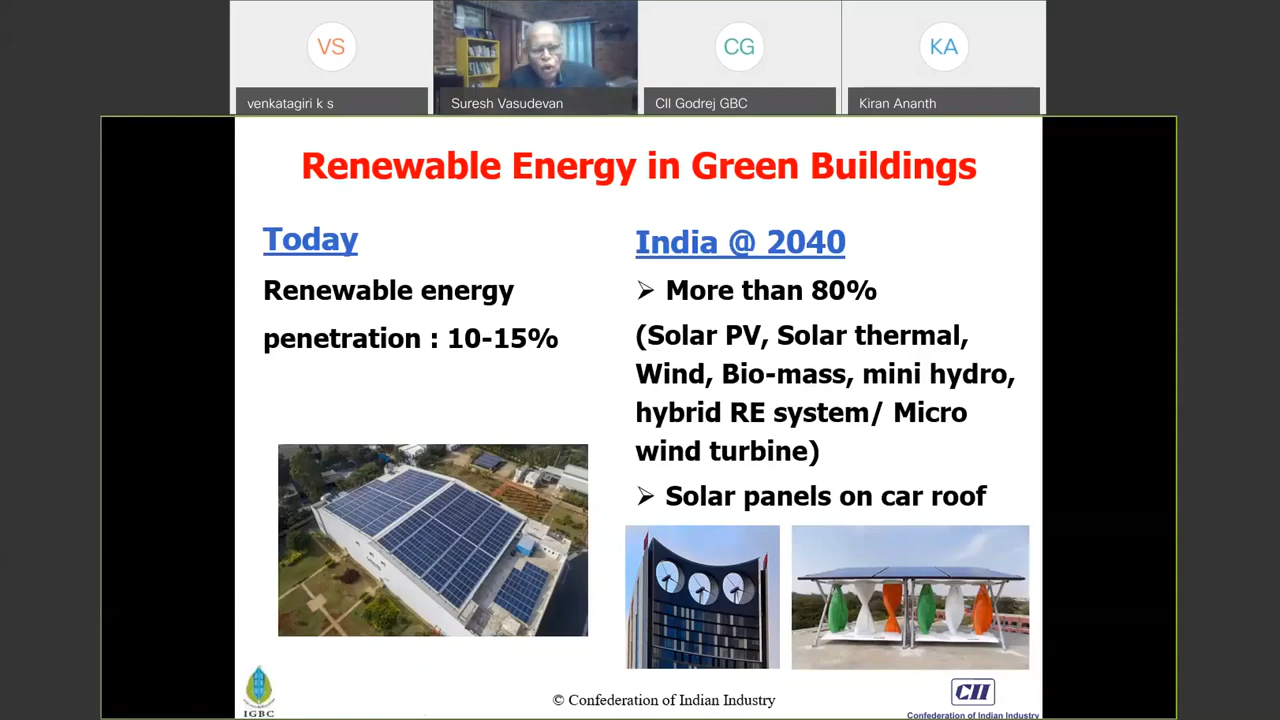 VS
CG
KA
venkatagiri k s
Suresh Vasudevan
CII Godrej GBC
Kiran Ananth
Renewable Energy in Green Buildings
Today
Renewable energy
penetration : 10-15%
India @ 2040
➢ More than 80%
(Solar PV, Solar thermal,
Wind, Bio-mass, mini hydro,
hybrid RE system/ Micro
wind turbine)
➢ Solar panels on car roof
IGBC
© Confederation of Indian Industry
CII
Confederation of Indian Industry